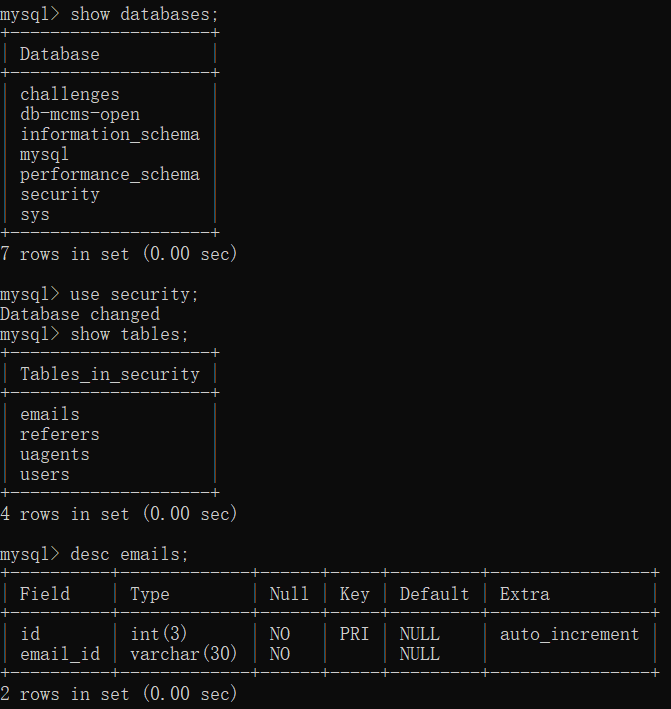 mysql> show databases;
+--------------------+
| Database           |
+--------------------+
| challenges         |
| db-mcms-open       |
| information_schema |
| mysql              |
| performance_schema |
| security           |
| sys                |
+--------------------+
7 rows in set (0.00 sec)

mysql> use security;
Database changed
mysql> show tables;
+--------------------+
| Tables_in_security |
+--------------------+
| emails             |
| referers           |
| uagents            |
| users              |
+--------------------+
4 rows in set (0.00 sec)

mysql> desc emails;
+----------+-------------+------+-----+---------+----------------+
| Field    | Type        | Null | Key | Default | Extra          |
+----------+-------------+------+-----+---------+----------------+
| id       | int(3)      | NO   | PRI | NULL    | auto_increment |
| email_id | varchar(30) | NO   |     | NULL    |                |
+----------+-------------+------+-----+---------+----------------+
2 rows in set (0.00 sec)